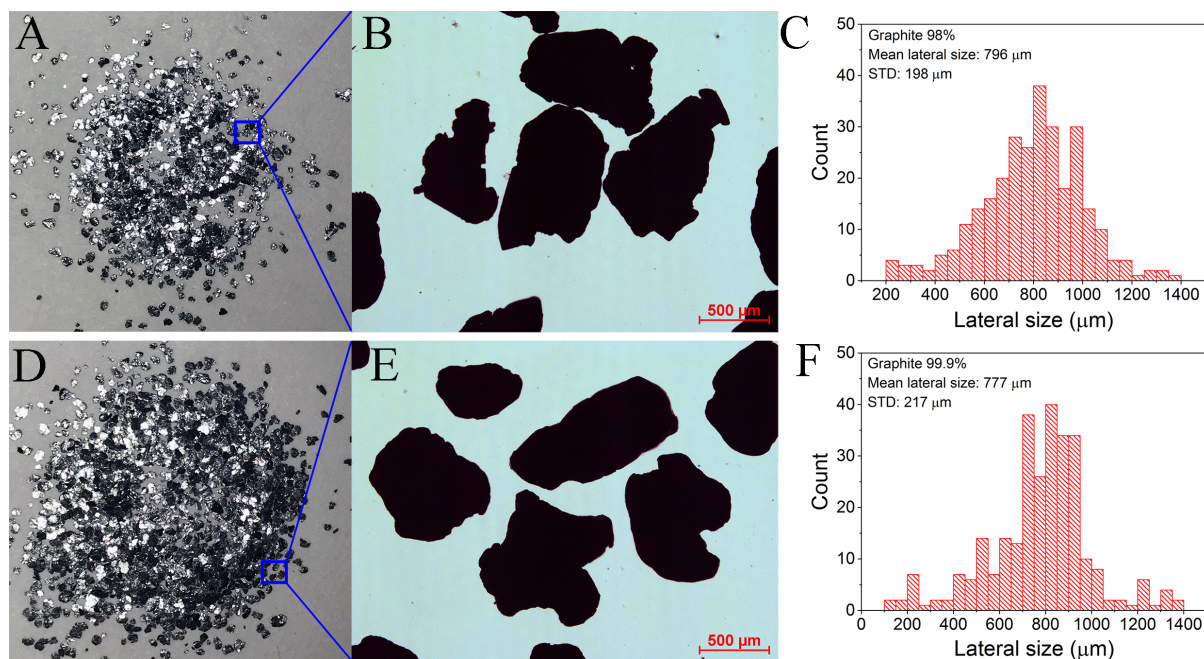 A
B
500 µm
C
Graphite 98%
Mean lateral size: 796 µm
STD: 198 µm
50
40
30
20
10
0
Count
200 400 600 800 1000 1200 1400
Lateral size (µm)
D
E
500 µm
F
Graphite 99.9%
Mean lateral size: 777 µm
STD: 217 µm
50
40
30
20
10
0
Count
0 200 400 600 800 1000 1200 1400
Lateral size (µm)